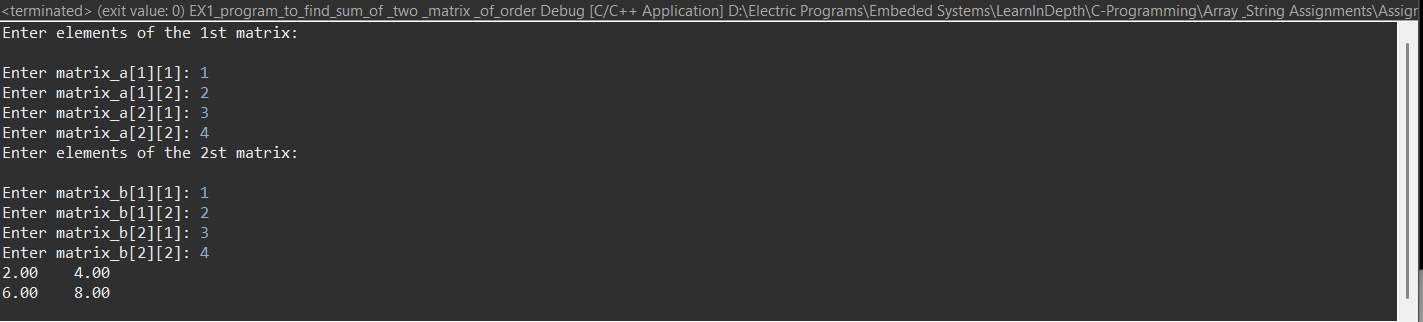 <terminated> (exit value: 0) EX1_program_to_find_sum_of _two _matrix _of_order Debug [C/C++ Application] D:\Electric Programs\Embeded Systems\LearnInDepth\C-Programming\Array _String Assignments\Assigr
Enter elements of the 1st matrix:
Enter matrix_a[1][1]: 1
Enter matrix_a[1][2]: 2
Enter matrix_a[2][1]: 3
Enter matrix_a[2][2]: 4
Enter elements of the 2st matrix:
Enter matrix_b[1][1]: 1
Enter matrix_b[1][2]: 2
Enter matrix_b[2][1]: 3
Enter matrix_b[2][2]: 4
2.00    4.00
6.00    8.00